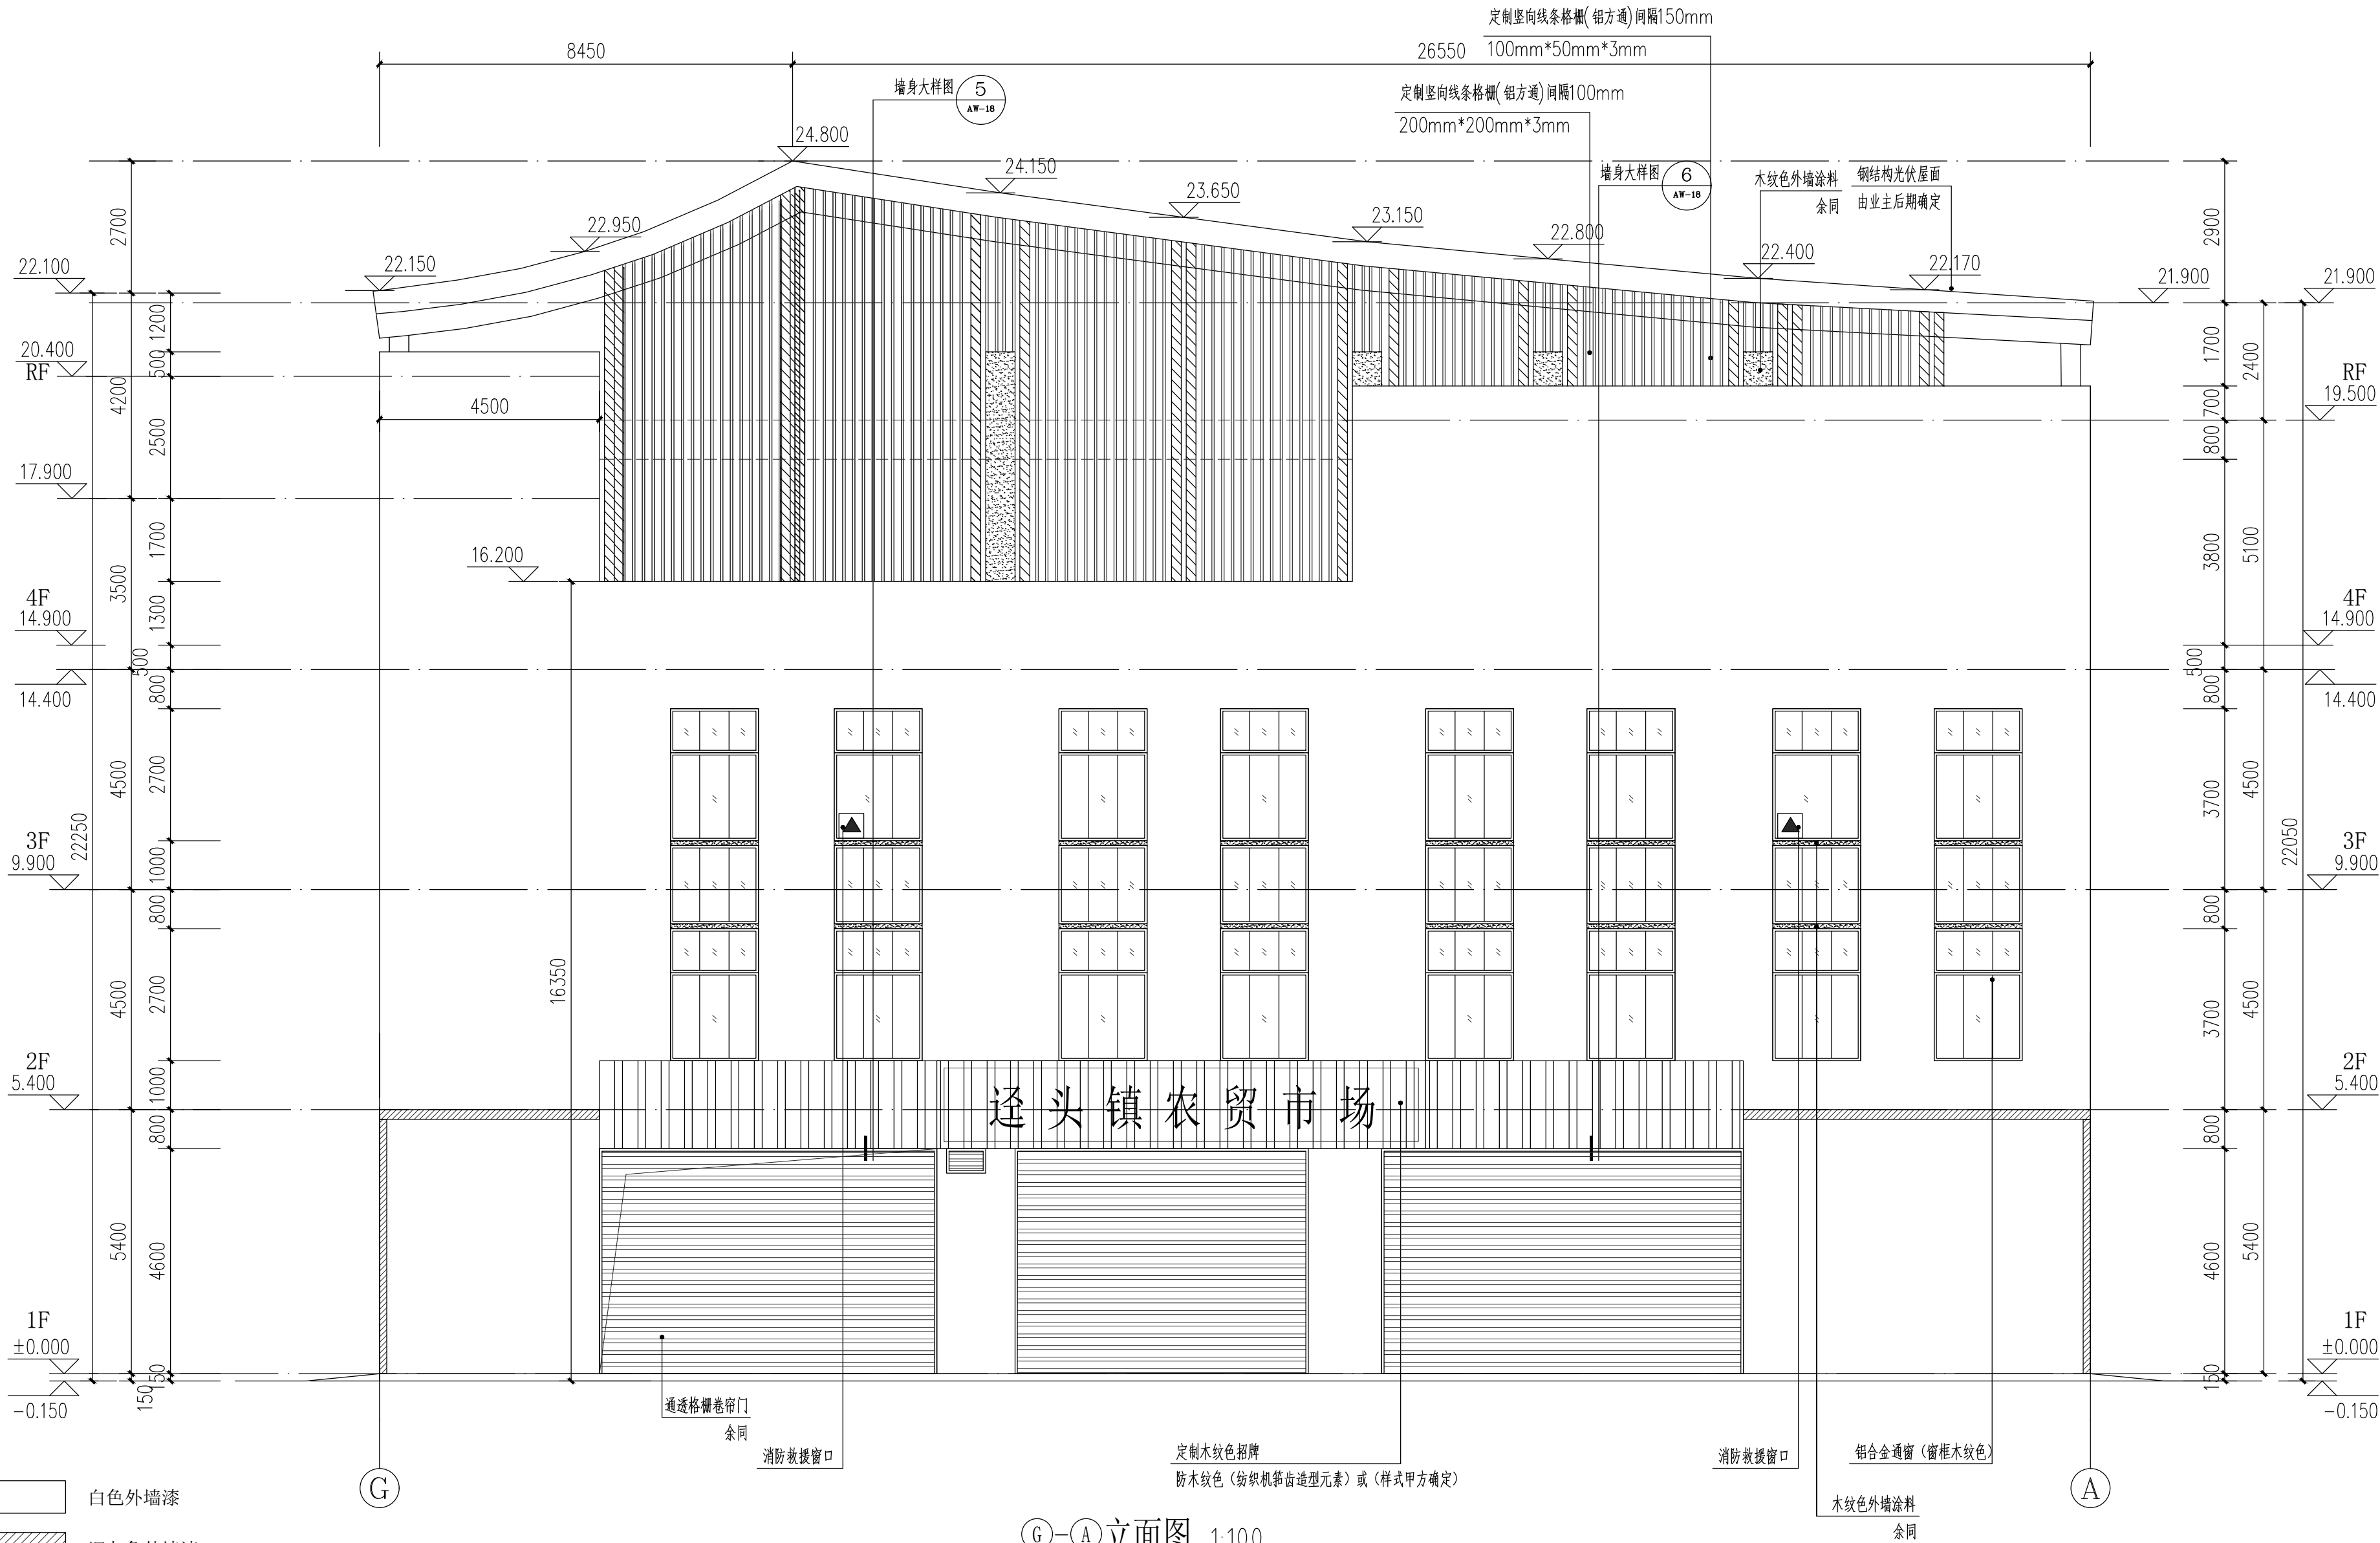 定制竖向线条格栅(铝方通)间隔150mm
100mm*50mm*3mm
8450
26550
墙身大样图
5
AW-18
定制竖向线条格栅(铝方通)间隔100mm
200mm*200mm*3mm
24.800
24.150
23.650
23.150
22.800
22.400
22.170
21.900
21.900
墙身大样图
6
AW-18
木纹色外墙涂料
余同
钢结构光伏屋面
由业主后期确定
22.950
22.150
22.100
20.400
RF
17.900
4F
14.900
14.400
3F
9.900
2F
5.400
1F
±0.000
-0.150
2700
4200
3500
4500
4500
5400
150
22250
1200
500
2500
1700
1300
500
800
2700
1000
800
2700
1000
800
4600
150
4500
16.200
16350
迳头镇农贸市场
2900
1700
700
800
3800
500
800
3700
800
3700
800
4600
150
2400
5100
4500
4500
5400
22050
RF
19.500
4F
14.900
14.400
3F
9.900
2F
5.400
1F
±0.000
-0.150
通透格栅卷帘门
余同
消防救援窗口
定制木纹色招牌
防木纹色（纺织机筘齿造型元素）或（样式甲方确定）
消防救援窗口
铝合金通窗（窗框木纹色）
木纹色外墙涂料
余同
G
A
白色外墙漆
G-A立面图 1:100